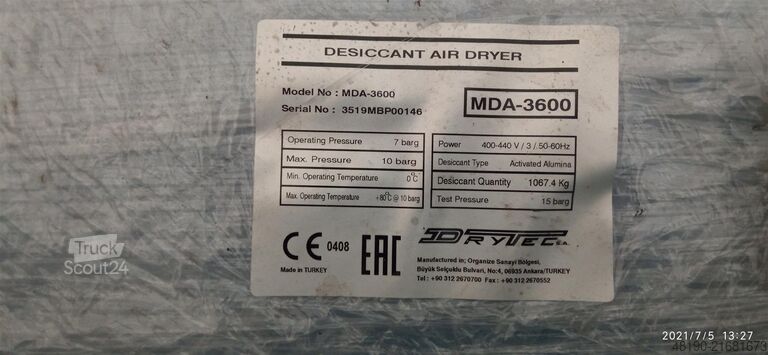 DESICCANT AIR DRYER
Model No : MDA-3600
Serial No : 3519MBP00146
MDA-3600
Operating Pressure 7 barg
Max. Pressure 10 barg
Min. Operating Temperature 0°C
Max. Operating Temperature +80°C @ 10 barg
Power 400-440 V / 3 / 50-60Hz
Desiccant Type Activated Alumina
Desiccant Quantity 1067.4 Kg
Test Pressure 15 barg
CE 0408
Made in TURKEY
EAC
DRYTEC S.A.
Manufactured in; Organize Sanayi Bölgesi,
Büyük Selçuklu Bulvarı, No:4, 06935 Ankara/TURKEY
Tel : +90 312 2670700 Fax : +90 312 2670552
Truck
Scout24
2021/7/5 13:27
48190-21681573